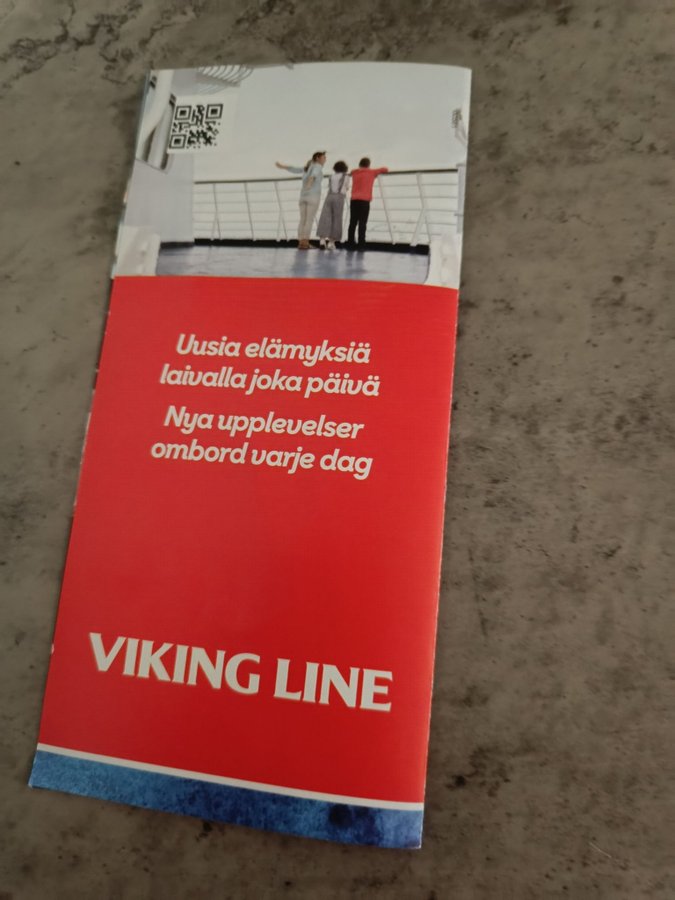 Uusia elämyksiä
laivalla joka päivä
Nya upplevelser
ombord varje dag
VIKING LINE